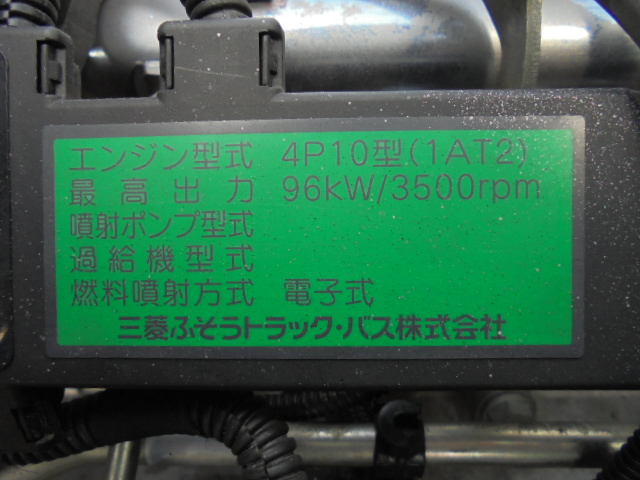 エンジン型式 4P10型(1AT2)
最高出力 96kW/3500rpm
噴射ポンプ型式
過給機型式
燃料噴射方式 電子式
三菱ふそうトラック・バス株式会社